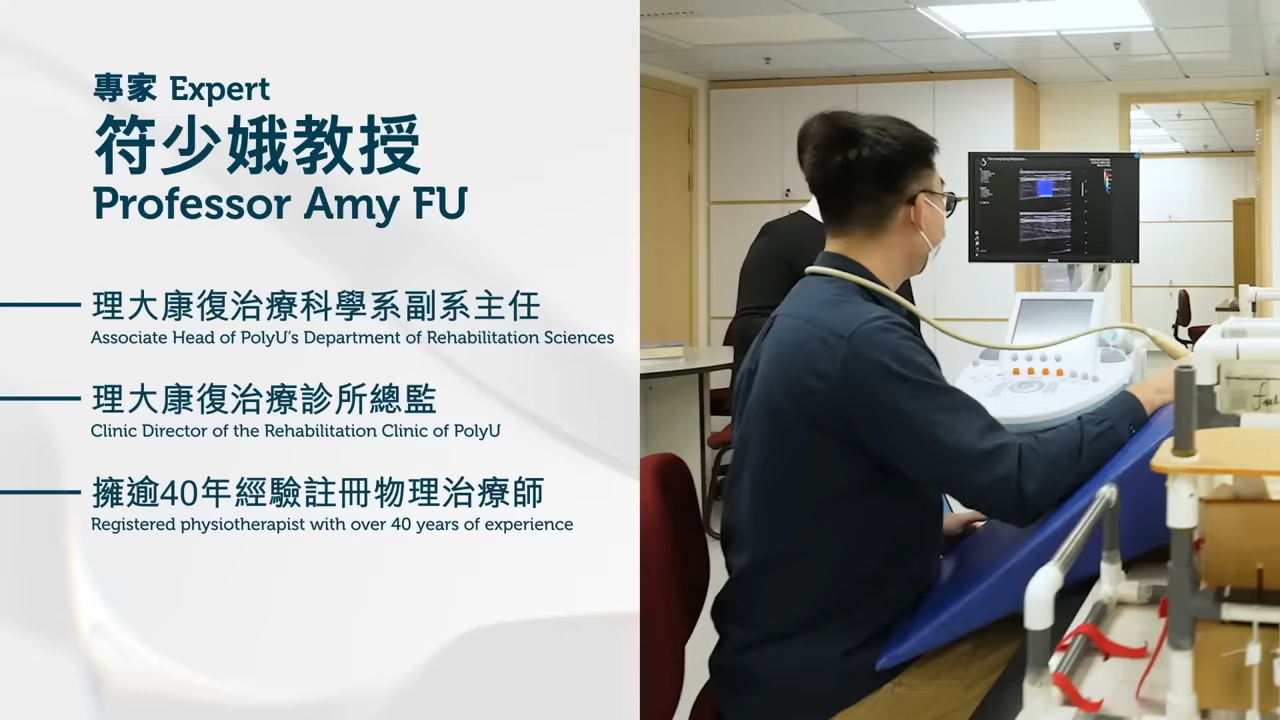 專家 Expert
符少娥教授
Professor Amy FU
理大康復治療科學系副系主任
Associate Head of PolyU's Department of Rehabilitation Sciences
理大康復治療診所總監
Clinic Director of the Rehabilitation Clinic of PolyU
擁逾40年經驗註冊物理治療師
Registered physiotherapist with over 40 years of experience